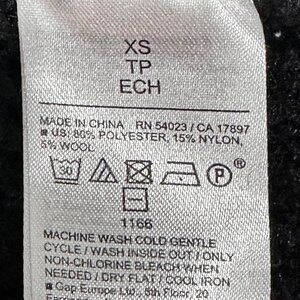 XS
TP
ECH
MADE IN CHINA RN 54023 / CA 17897
US: 80% POLYESTER, 15% NYLON,
5% WOOL
30 P ®
1166
MACHINE WASH COLD GENTLE
CYCLE / WASH INSIDE OUT / ONLY
NON-CHLORINE BLEACH WHEN
NEEDED / DRY FLAT / COOL IRON
Gap Europe Ltd., 8th Floor, 20